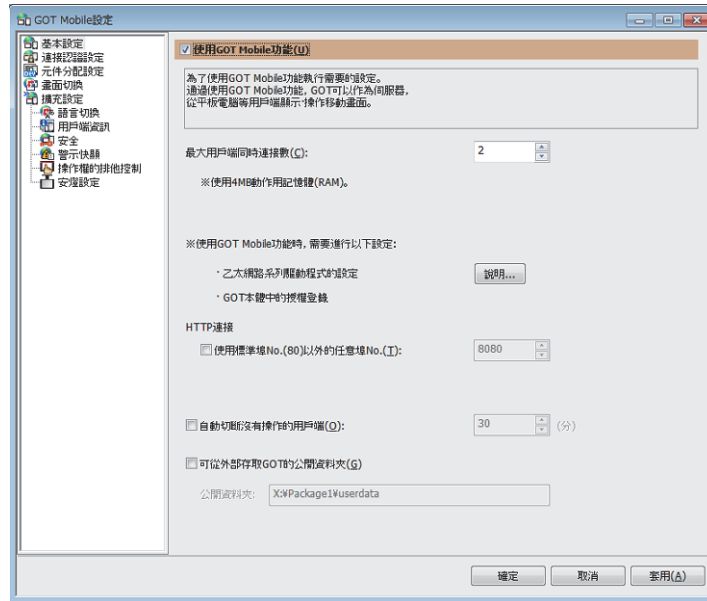 GOT Mobile設定
基本設定
連接認證設定
元件分配設定
畫面切換
擴充設定
語言切換
用戶端資訊
安全
警示快顯
操作權的排他控制
安燈設定
使用GOT Mobile功能(U)
為了使用GOT Mobile功能執行需要的設定。
通過使用GOT Mobile功能, GOT可以作為伺服器,
從平板電腦等用戶端顯示·操作移動畫面。
最大用戶端同時連接數(C): 2
※使用4MB動作用記憶體(RAM)。
※使用GOT Mobile功能時, 需要進行以下設定:
·乙太網路系列驅動程式的設定 說明...
·GOT本體中的授權登錄
HTTP連接
使用標準埠No.(80)以外的任意埠No.(T): 8080
自動切斷沒有操作的用戶端(O): 30 (分)
可從外部存取GOT的公開資料夾(G)
公開資料夾: X:¥Package1¥userdata
確定 取消 套用(A)